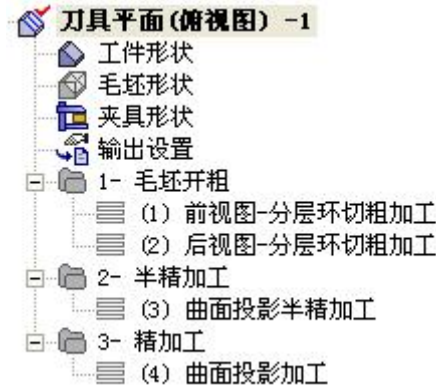 刀具平面(俯视图) -1
工件形状
毛坯形状
夹具形状
输出设置
1- 毛坯开粗
(1) 前视图-分层环切粗加工
(2) 后视图-分层环切粗加工
2- 半精加工
(3) 曲面投影半精加工
3- 精加工
(4) 曲面投影加工